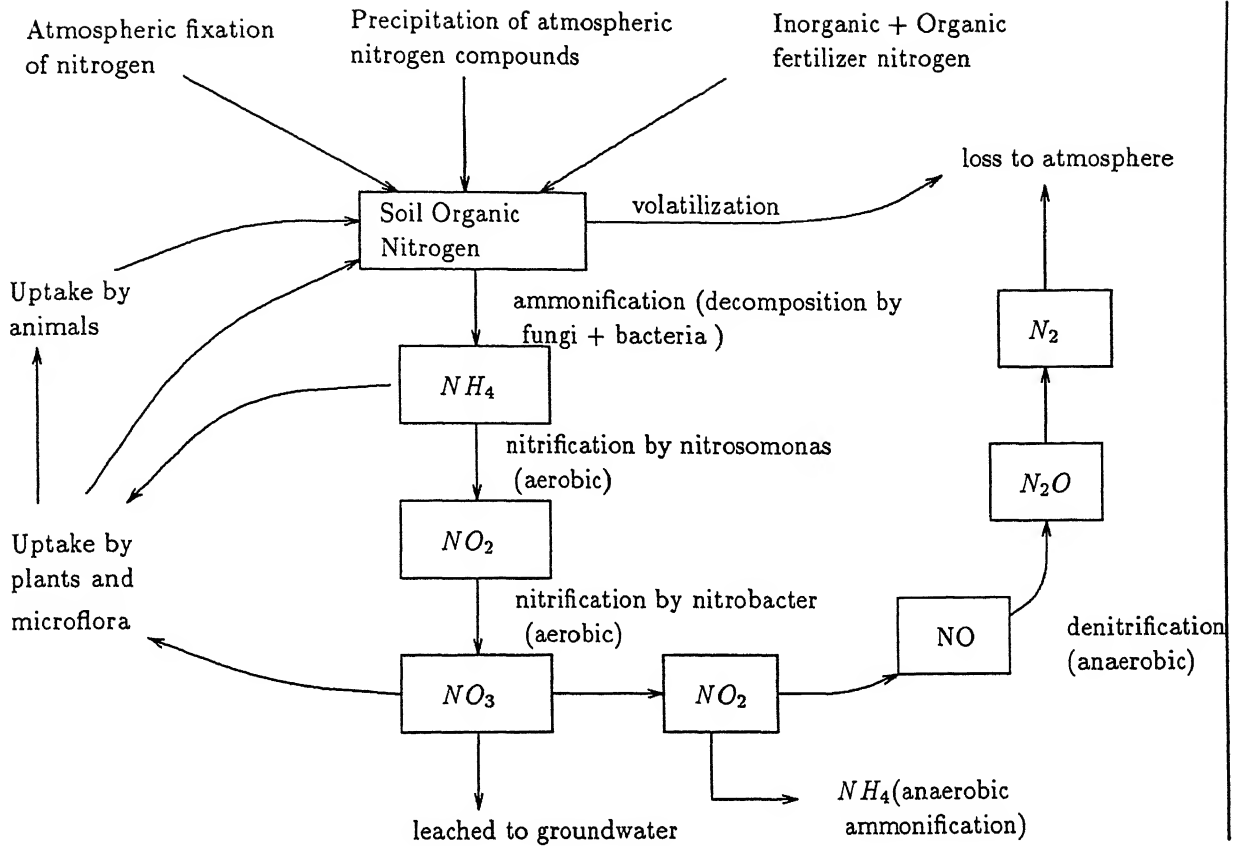 Atmospheric fixation
of nitrogen
Precipitation of atmospheric
nitrogen compounds
Inorganic + Organic
fertilizer nitrogen
loss to atmosphere
Soil Organic
Nitrogen
volatilization
Uptake by
animals
ammonification (decomposition by
fungi + bacteria )
N₂
NH₄
nitrification by nitrosomonas
(aerobic)
N₂O
NO₂
Uptake by
plants and
microflora
nitrification by nitrobacter
(aerobic)
NO
denitrification
(anaerobic)
NO₃
NO₂
NH₄(anaerobic
ammonification)
leached to groundwater